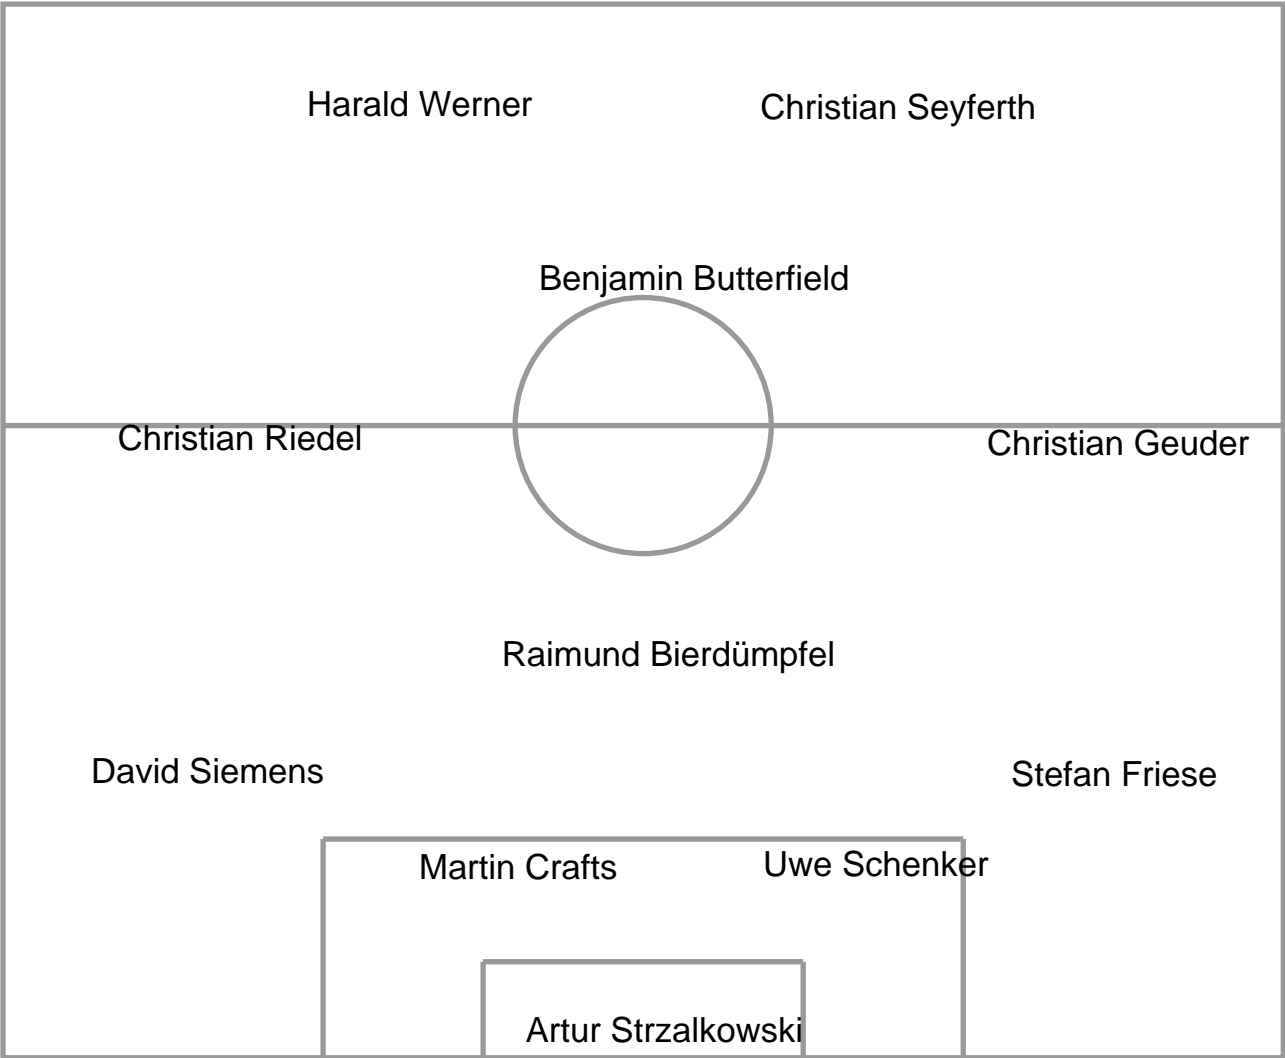 Harald Werner
Christian Seyferth
Benjamin Butterfield
Christian Riedel
Christian Geuder
Raimund Bierdümpfel
David Siemens
Stefan Friese
Martin Crafts
Uwe Schenker
Artur Strzalkowski